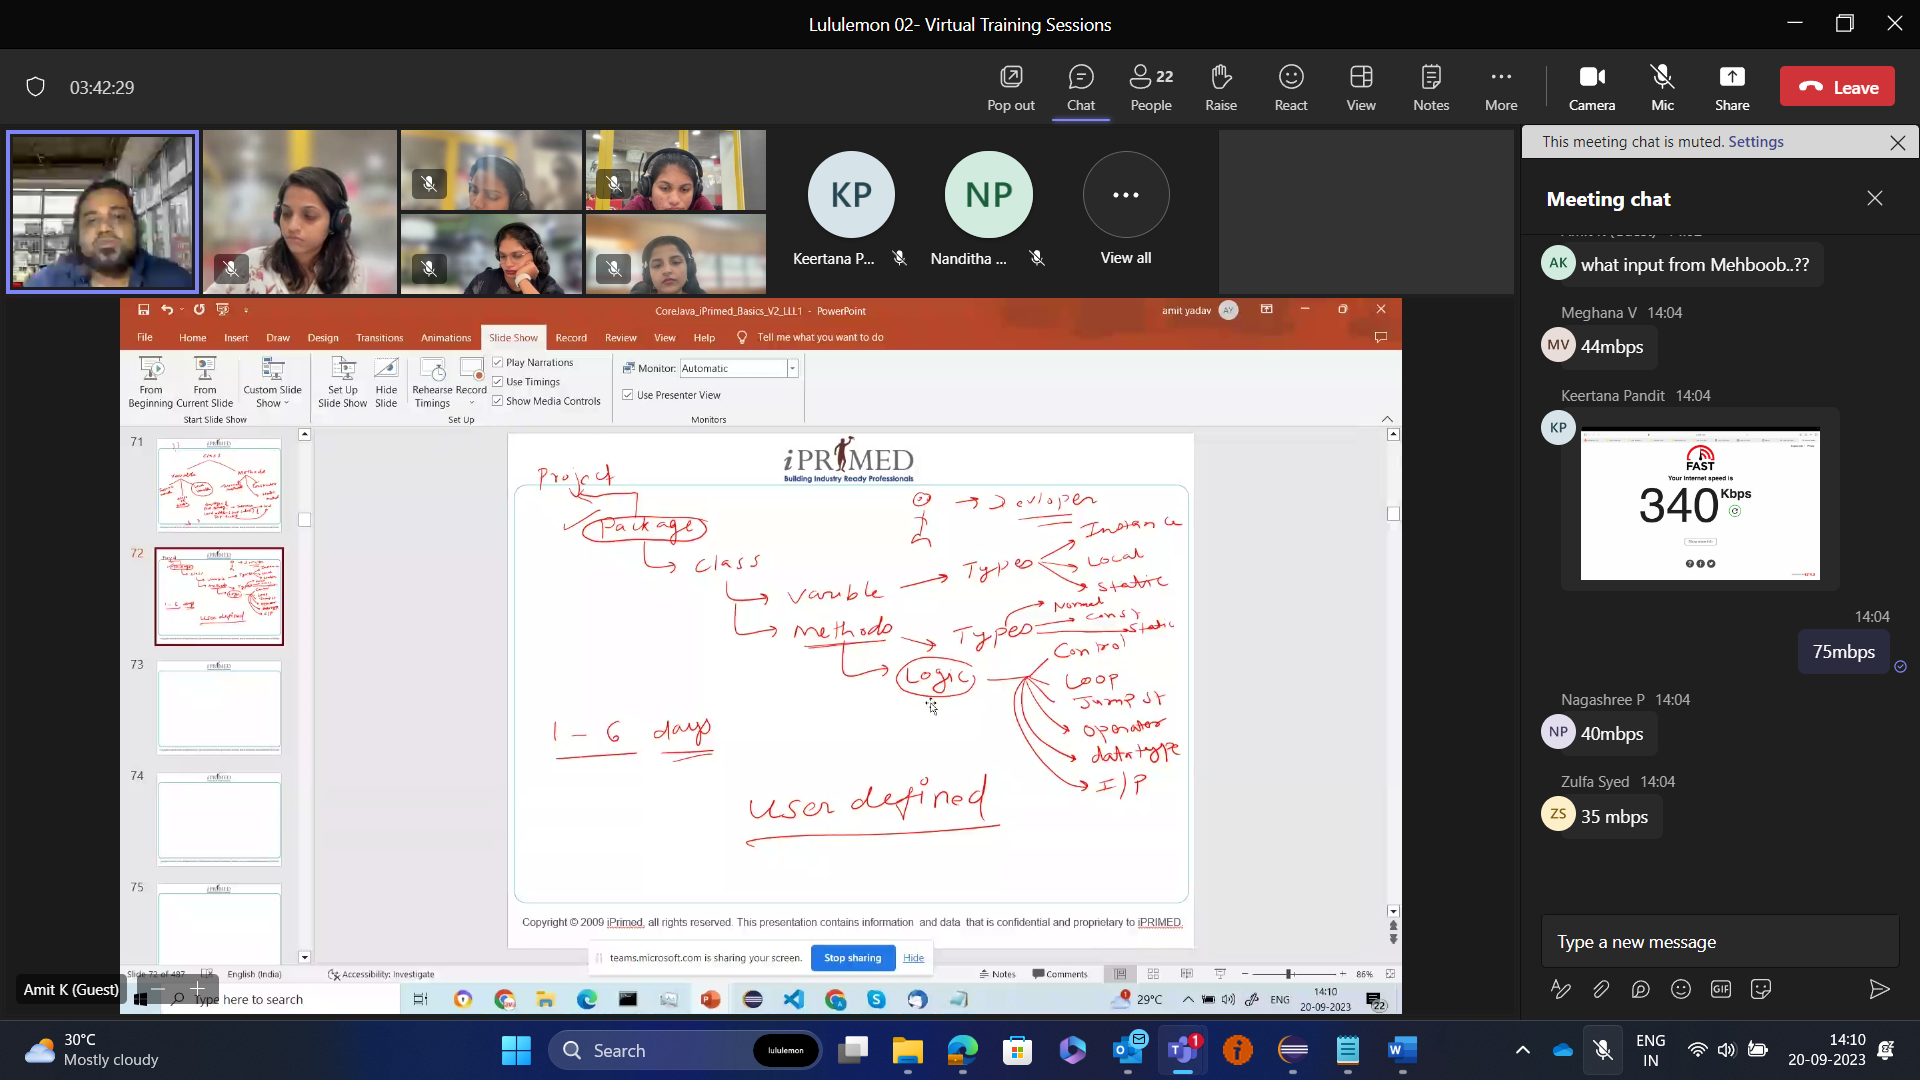 Lululemon 02- Virtual Training Sessions
03:42:29
Pop out
Chat
22
People
Raise
React
View
Notes
More
Camera
Mic
Share
Leave
KP
Keertana P...
NP
Nanditha ...
View all
This meeting chat is muted. Settings
Meeting chat
AK
what input from Mehboob..??
Meghana V 14:04
MV
44mbps
Keertana Pandit 14:04
KP
FAST
Your Internet speed is
340 Kbps
14:04
75mbps
Nagashree P 14:04
NP
40mbps
Zulfa Syed 14:04
ZS
35 mbps
Type a new message
GIF
CoreJava_iPrimed_Basics_V2_LLL1 - PowerPoint
amit yadav
AY
File Home Insert Draw Design Transitions Animations Slide Show Record Review View Help Tell me what you want to do
From Beginning
From Current Slide
Custom Slide Show
Start Slide Show
Set Up Slide Show
Hide Slide
Rehearse Timings
Record
Play Narrations
Use Timings
Show Media Controls
Set Up
Monitor: Automatic
Use Presenter View
Monitors
71
72
73
74
75
iPRIMED
Building Industry Ready Professionals
Project
Package
Class
Varible
Types
Instance
Local
Static
Methods
Types
Normal
Const
Static
Logic
Control
Loop
Jump St
operator
datatype
I/P
Devloper
1 - 6 days
User defined
Copyright © 2009 iPrimed, all rights reserved. This presentation contains information and data that is confidential and proprietary to iPRIMED.
teams.microsoft.com is sharing your screen.
Stop sharing
Hide
Slide 72 of 487
English (India)
Accessibility: Investigate
Notes
Comments
86%
Amit K (Guest)
Type here to search
29°C
ENG
14:10
20-09-2023
22
30°C
Mostly cloudy
Search
lululemon
1
ENG
IN
14:10
20-09-2023